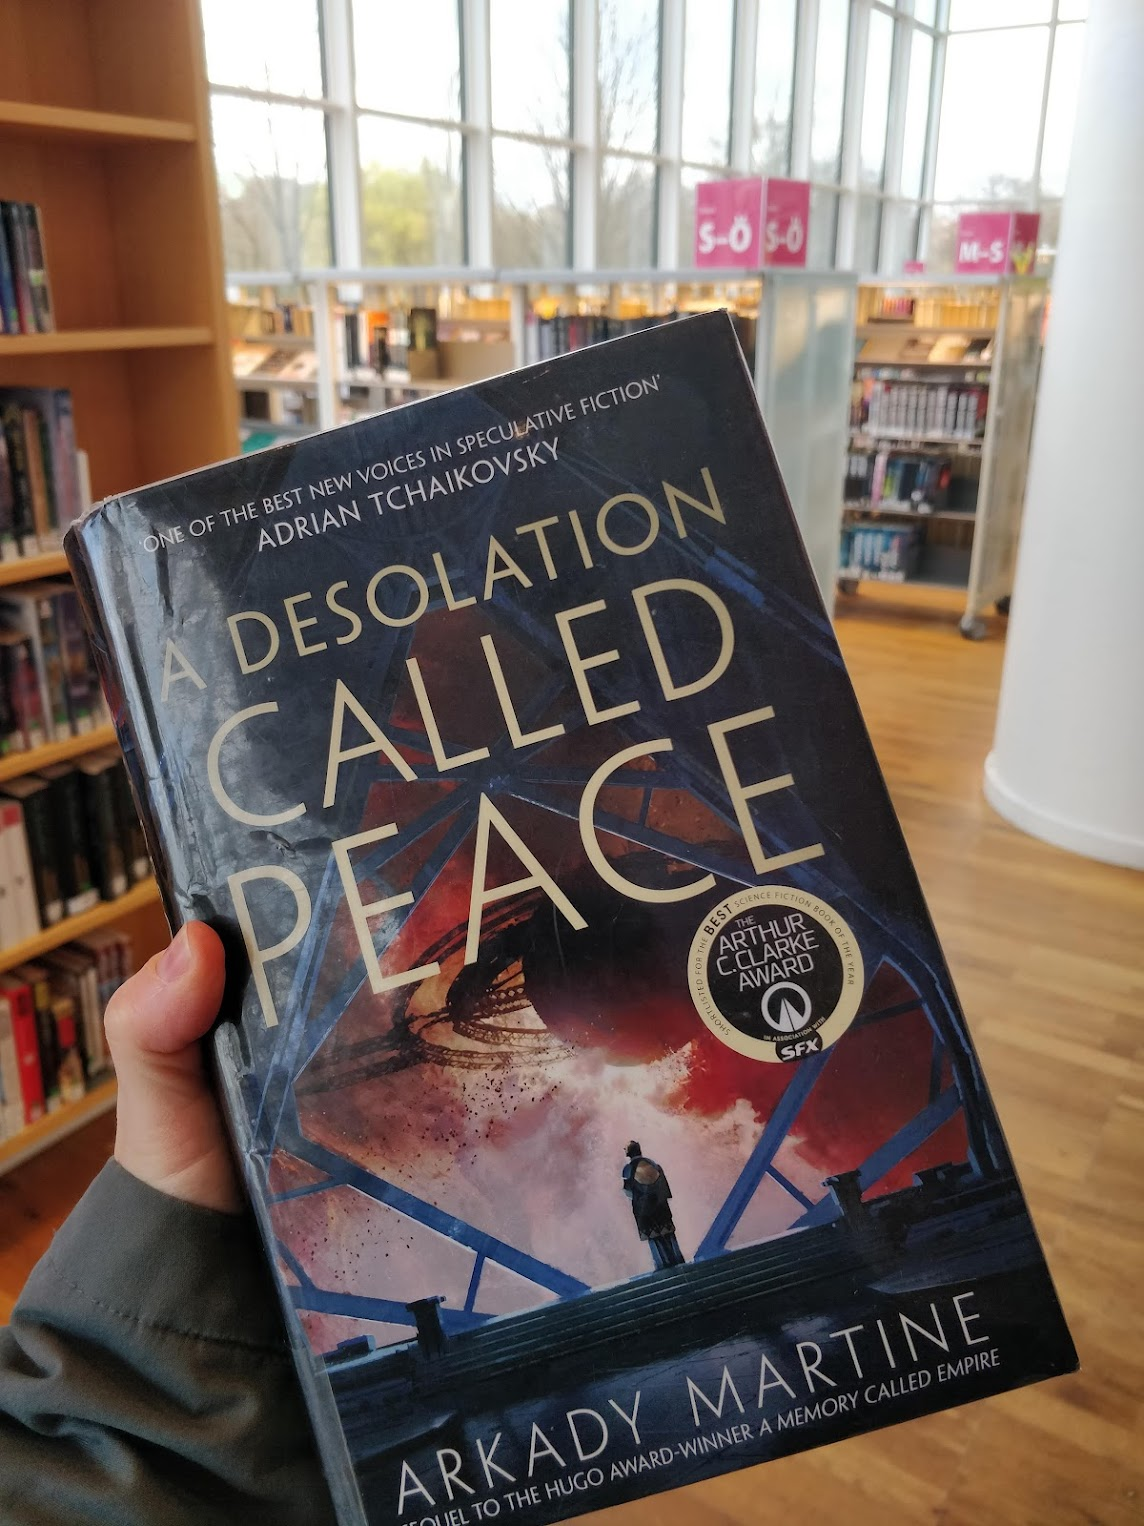 S-Ö
S-Ö
M-S
'ONE OF THE BEST NEW VOICES IN SPECULATIVE FICTION'
ADRIAN TCHAIKOVSKY
A DESOLATION
CALLED
PEACE
SHORTLISTED FOR THE BEST SCIENCE FICTION BOOK OF THE YEAR
THE
ARTHUR
C.CLARKE
AWARD
IN ASSOCIATION WITH
SFX
ARKADY MARTINE
SEQUEL TO THE HUGO AWARD-WINNER A MEMORY CALLED EMPIRE